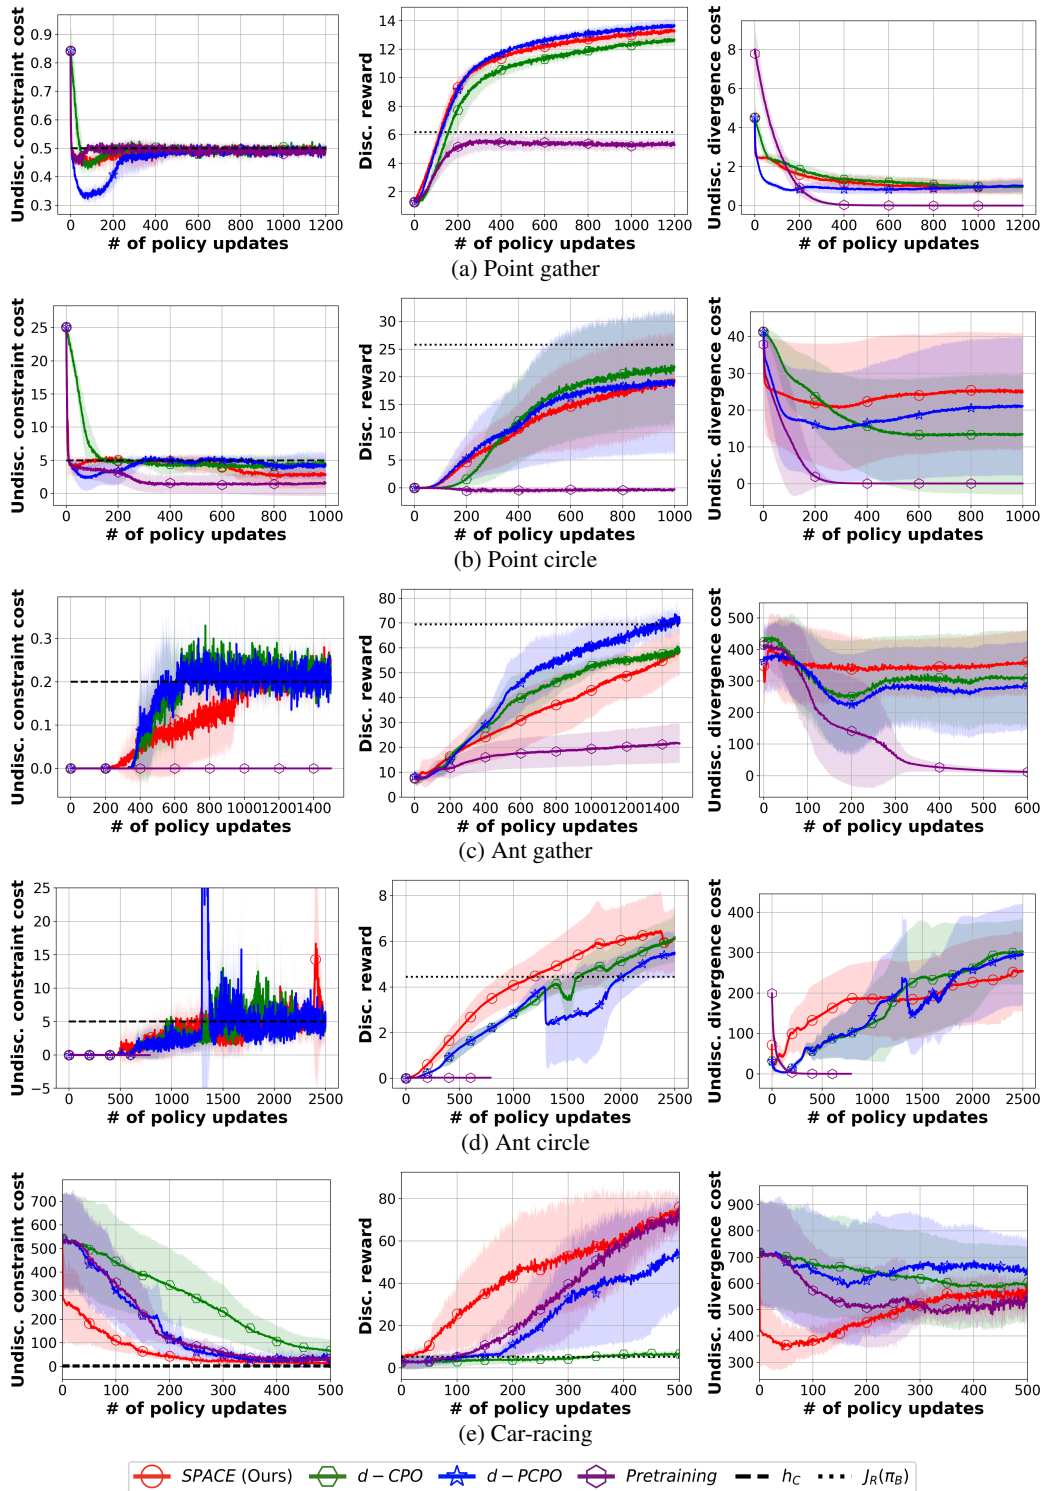 Undisc. constraint cost
0.9
0.8
0.7
0.6
0.5
0.4
0.3
0 200 400 600 800 1000 1200
# of policy updates
Disc. reward
14
12
10
8
6
4
2
0 200 400 600 800 1000 1200
# of policy updates
Undisc. divergence cost
8
6
4
2
0
0 200 400 600 800 1000 1200
# of policy updates
(a) Point gather
Undisc. constraint cost
25
20
15
10
5
0
0 200 400 600 800 1000
# of policy updates
Disc. reward
30
25
20
15
10
5
0
0 200 400 600 800 1000
# of policy updates
Undisc. divergence cost
40
30
20
10
0
0 200 400 600 800 1000
# of policy updates
(b) Point circle
Undisc. constraint cost
0.3
0.2
0.1
0.0
0 200 400 600 800 1000 1200 1400
# of policy updates
Disc. reward
80
70
60
50
40
30
20
10
0
0 200 400 600 800 1000 1200 1400
# of policy updates
Undisc. divergence cost
500
400
300
200
100
0
0 100 200 300 400 500 600
# of policy updates
(c) Ant gather
Undisc. constraint cost
25
20
15
10
5
0
−5
0 500 1000 1500 2000 2500
# of policy updates
Disc. reward
8
6
4
2
0
0 500 1000 1500 2000 2500
# of policy updates
Undisc. divergence cost
400
300
200
100
0
0 500 1000 1500 2000 2500
# of policy updates
(d) Ant circle
Undisc. constraint cost
700
600
500
400
300
200
100
0
0 100 200 300 400 500
# of policy updates
Disc. reward
80
60
40
20
0
0 100 200 300 400 500
# of policy updates
Undisc. divergence cost
900
800
700
600
500
400
300
0 100 200 300 400 500
# of policy updates
(e) Car-racing
SPACE (Ours) d − CPO d − PCPO Pretraining h_C J_R(π_B)